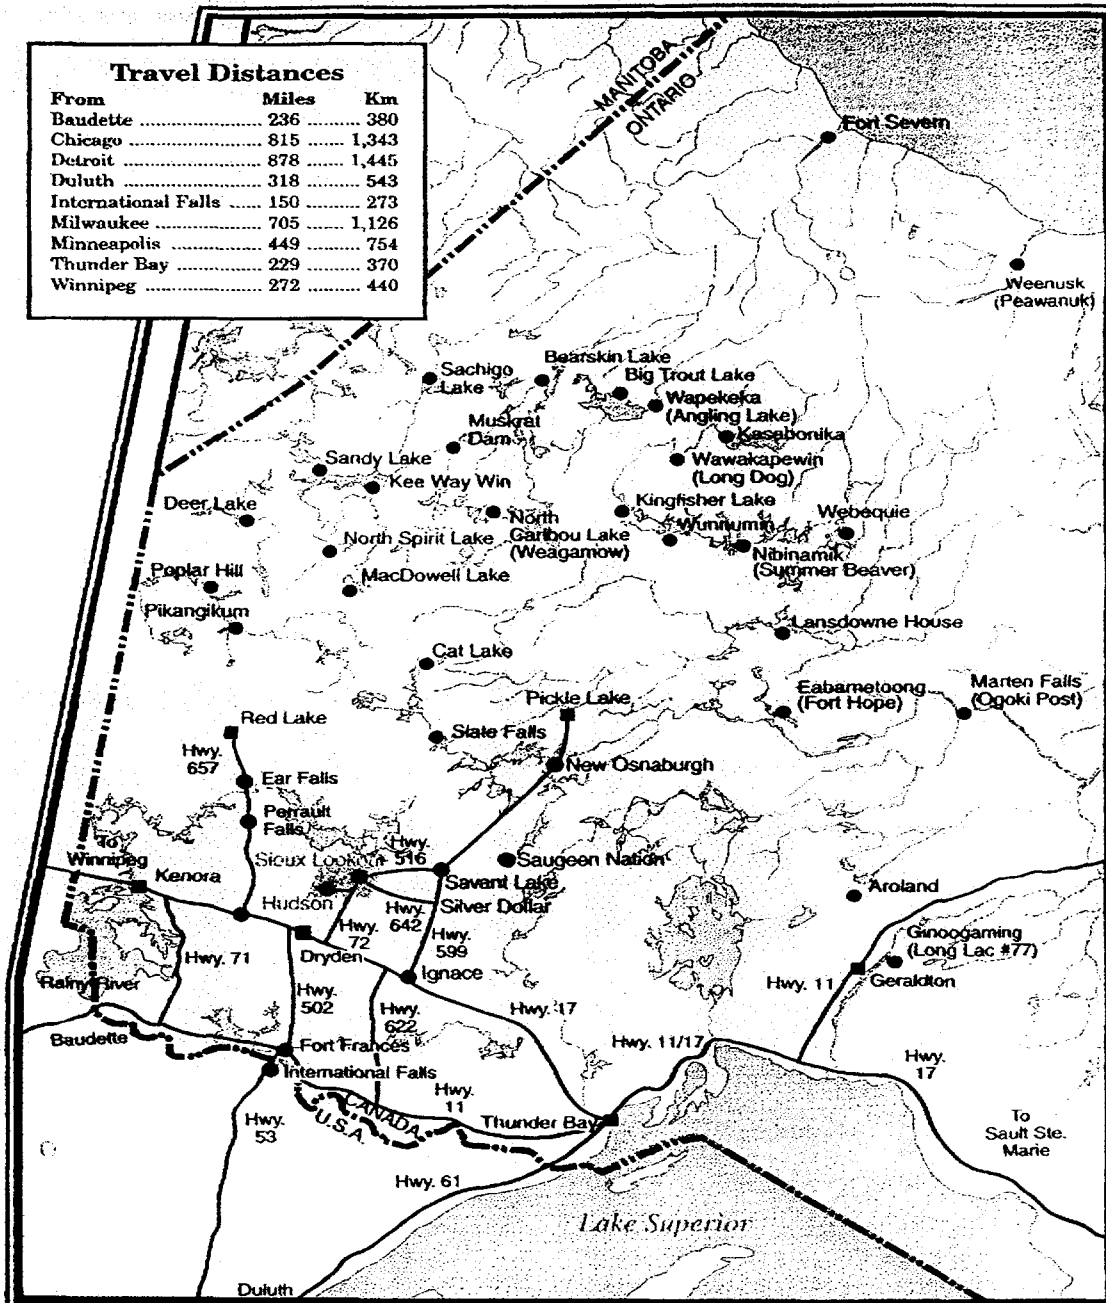 Travel Distances
From Miles Km
Baudette ................. 236 ......... 380
Chicago .................. 815 ...... 1,343
Detroit .................... 878 ...... 1,445
Duluth .................... 318 ......... 543
International Falls ..... 150 ......... 273
Milwaukee .............. 705 ...... 1,126
Minneapolis ............ 449 ......... 754
Thunder Bay ........... 229 ......... 370
Winnipeg ................ 272 ......... 440
MANITOBA
ONTARIO
Fort Severn
Weenusk
(Peawanuk)
Bearskin Lake
Sachigo
Lake
Big Trout Lake
Wapekeka
(Angling Lake)
Muskrat
Dam
Kasabonika
Sandy Lake
Wawakapewin
(Long Dog)
Kee Way Win
Deer Lake
Kingfisher Lake
Webequie
North
Caribou Lake
(Weagamow)
Wunnumin
North Spirit Lake
Nibinamik
(Summer Beaver)
Poplar Hill
MacDowell Lake
Pikangikum
Lansdowne House
Cat Lake
Marten Falls
(Ogoki Post)
Eabametoong
(Fort Hope)
Pickle Lake
Red Lake
Slate Falls
Hwy.
657
New Osnaburgh
Ear Falls
Perrault
Falls
To
Winnipeg
Hwy.
516
Sioux Lookout
Saugeen Nation
Kenora
Savant Lake
Aroland
Hudson
Silver Dollar
Hwy.
642
Hwy.
72
Hwy.
599
Ginoogaming
(Long Lac #77)
Dryden
Hwy. 71
Ignace
Hwy. 11
Geraldton
Rainy River
Hwy.
502
Hwy.
622
Hwy. 17
Baudette
Fort Frances
Hwy. 11/17
Hwy.
17
International Falls
Hwy.
11
CANADA
U.S.A.
Thunder Bay
Hwy.
53
To
Sault Ste.
Marie
Hwy. 61
Lake Superior
Duluth